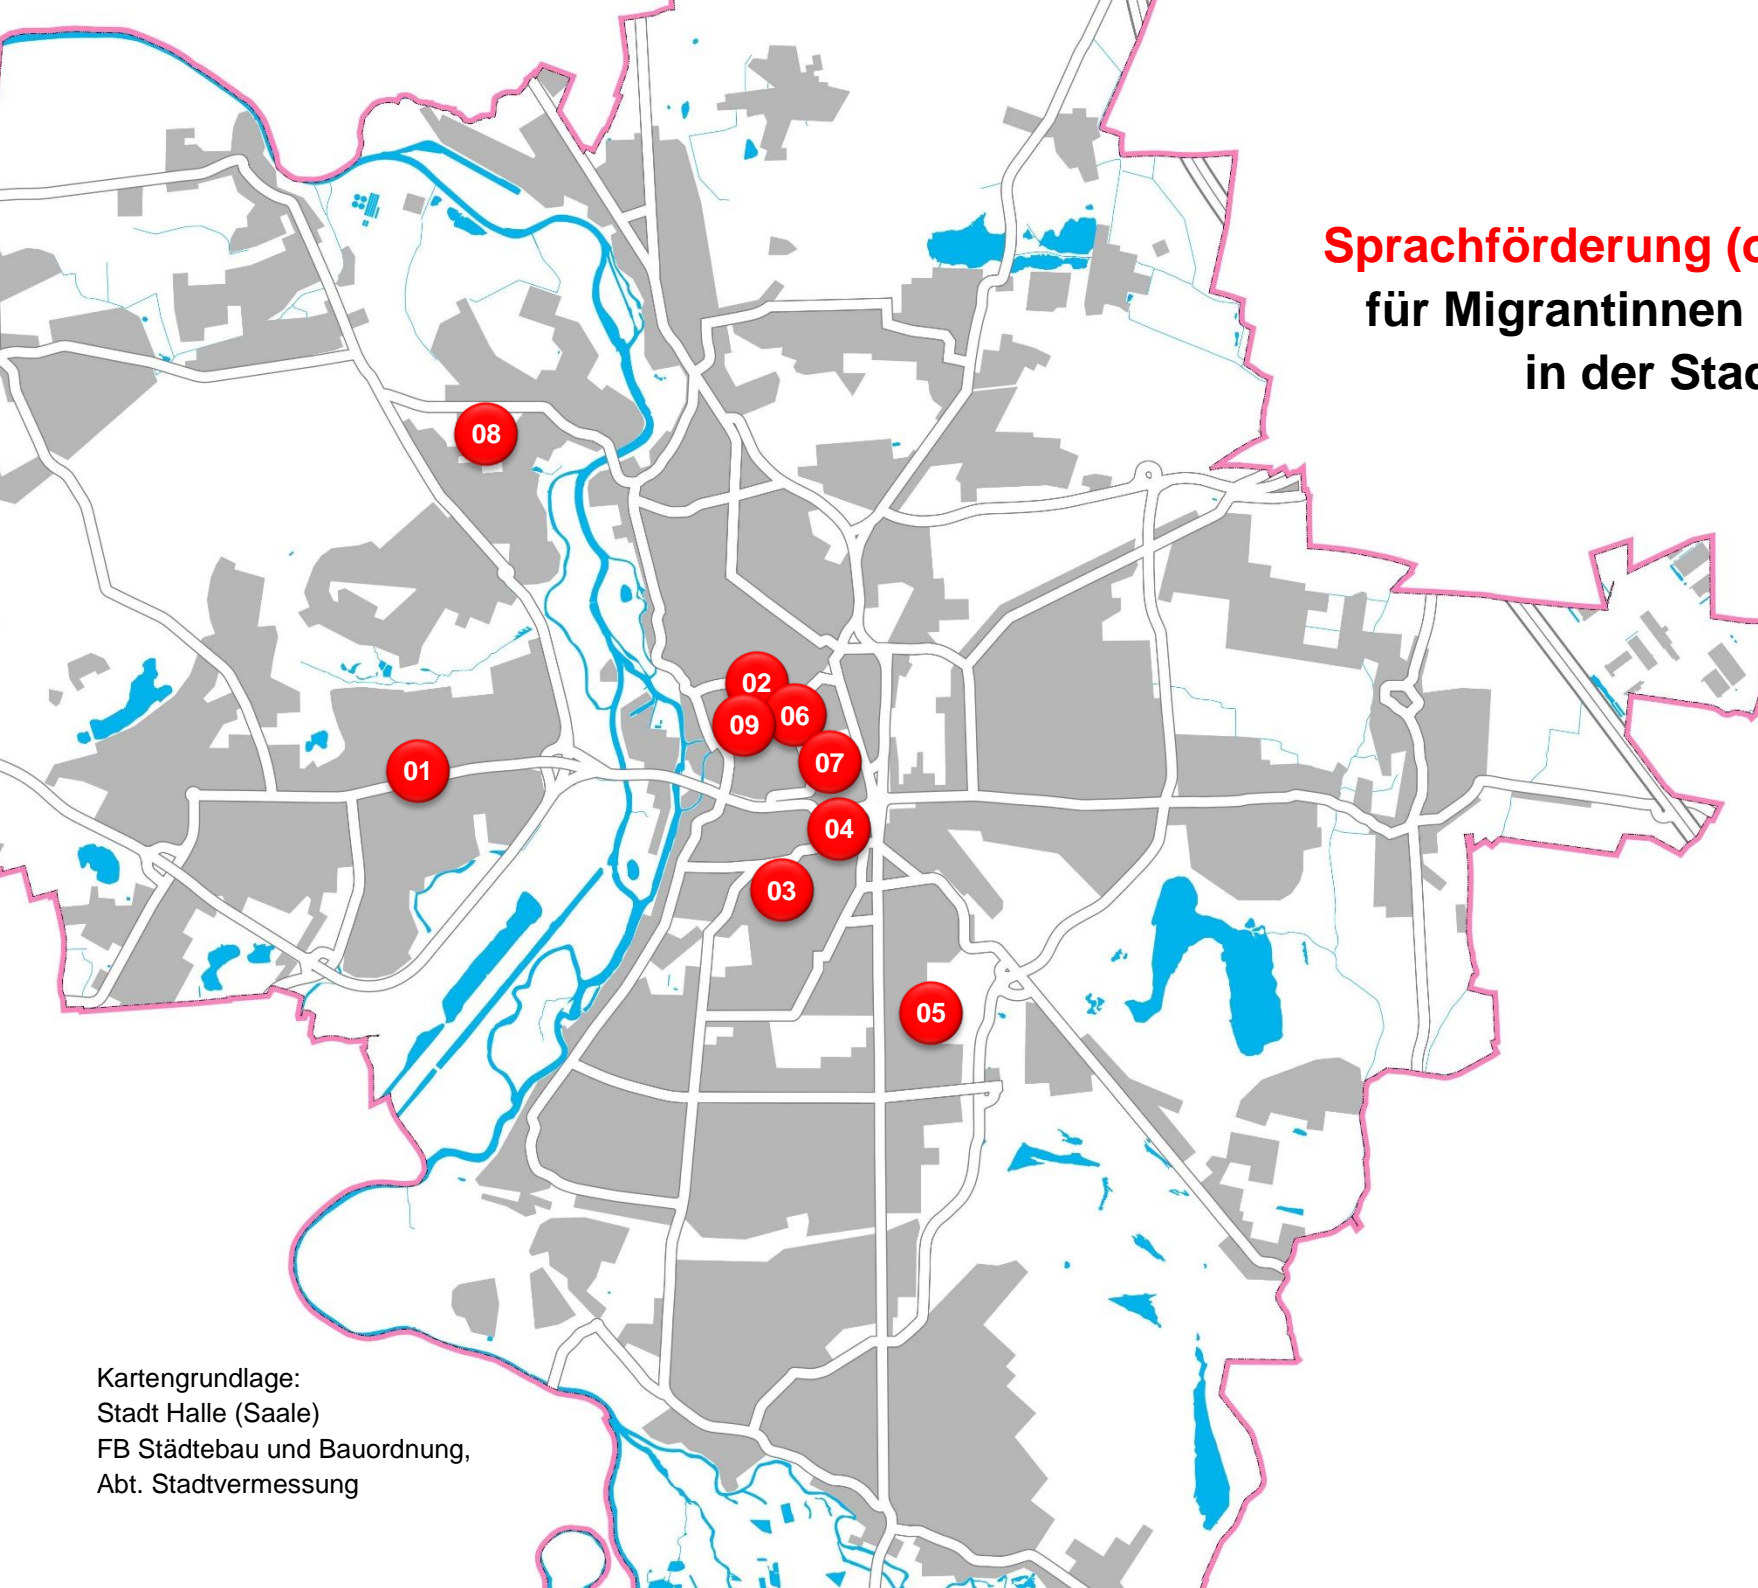 Sprachförderung (
für Migrantinnen
in der
08
02
06
09
07
01
04
03
05
Kartengrundlage:
Stadt Halle (Saale)
FB Städtebau und Bauordnung,
Abt. Stadtvermessung